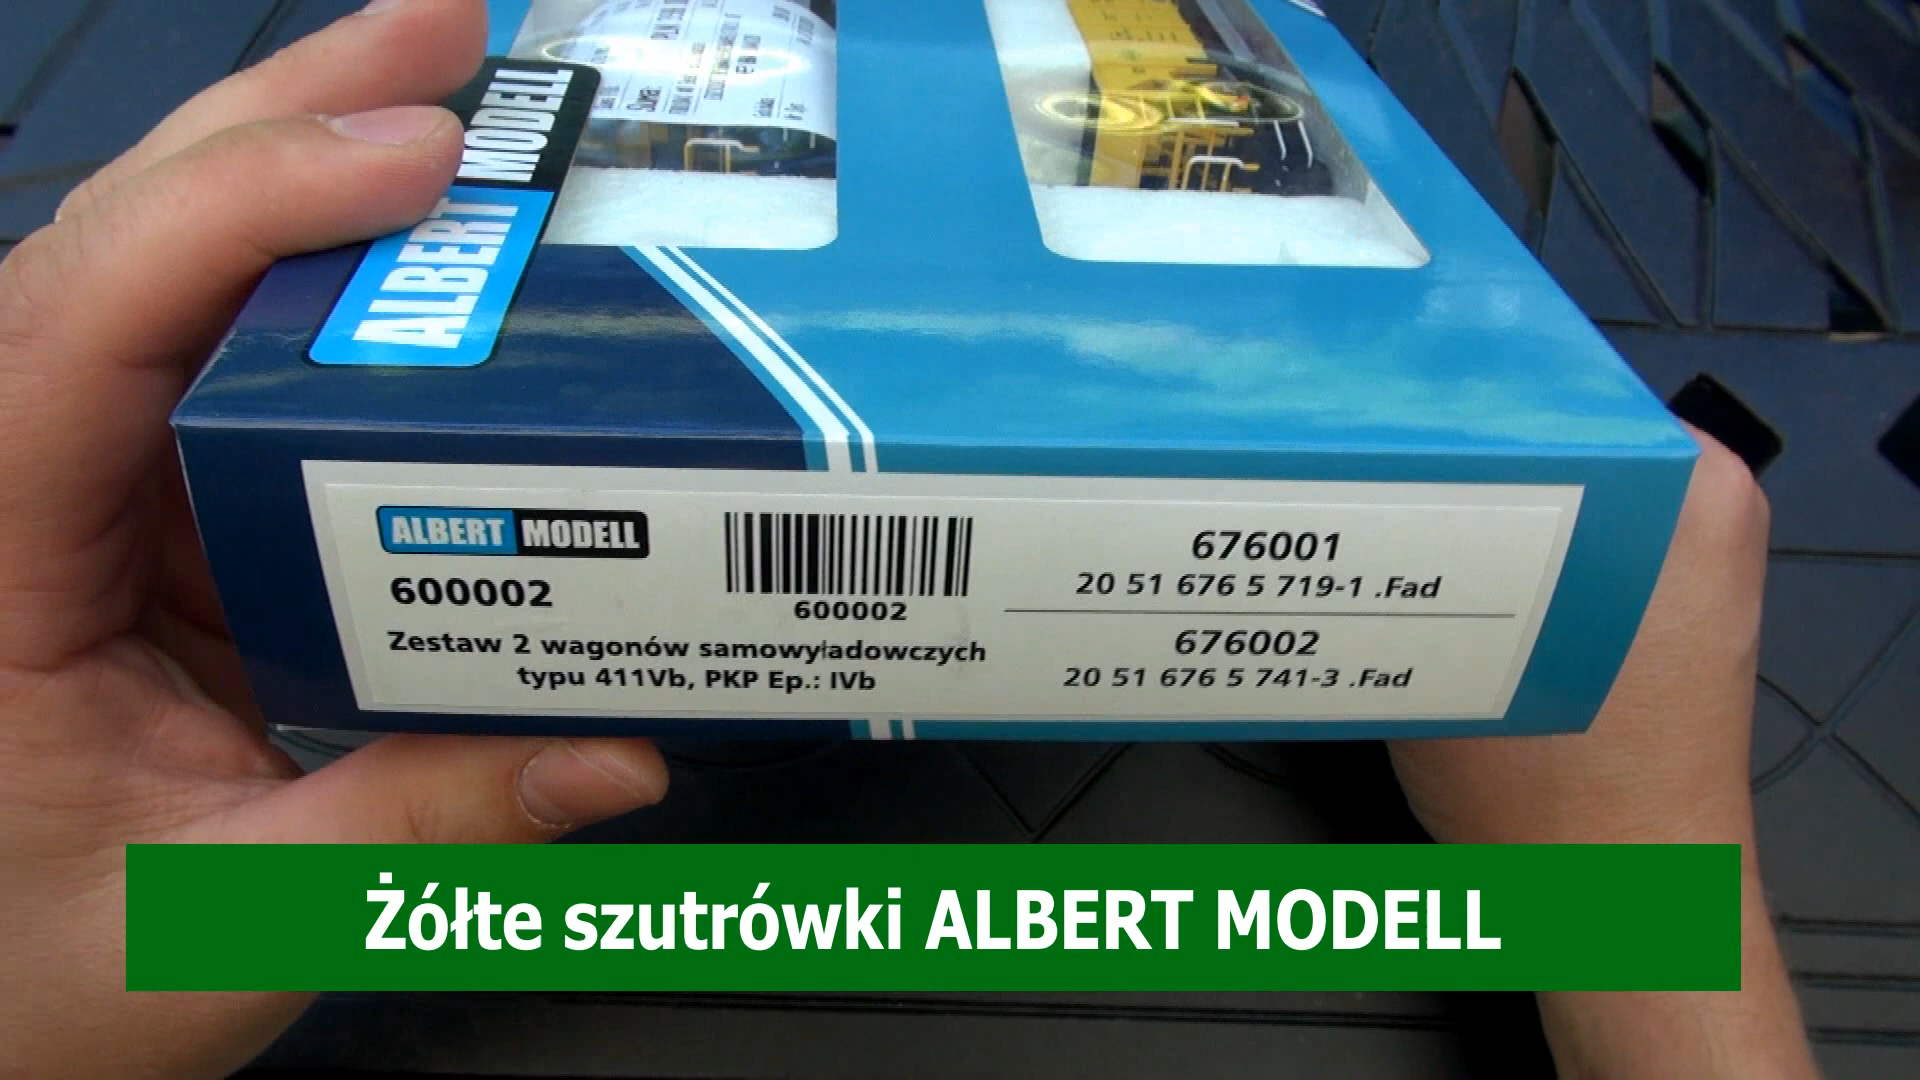 ALBERT MODELL
ALBERT MODELL
600002
600002
Zestaw 2 wagonów samowyładowczych
typu 411Vb, PKP Ep.: IVb
676001
20 51 676 5 719-1 .Fad
676002
20 51 676 5 741-3 .Fad
Żółte szutrówki ALBERT MODELL